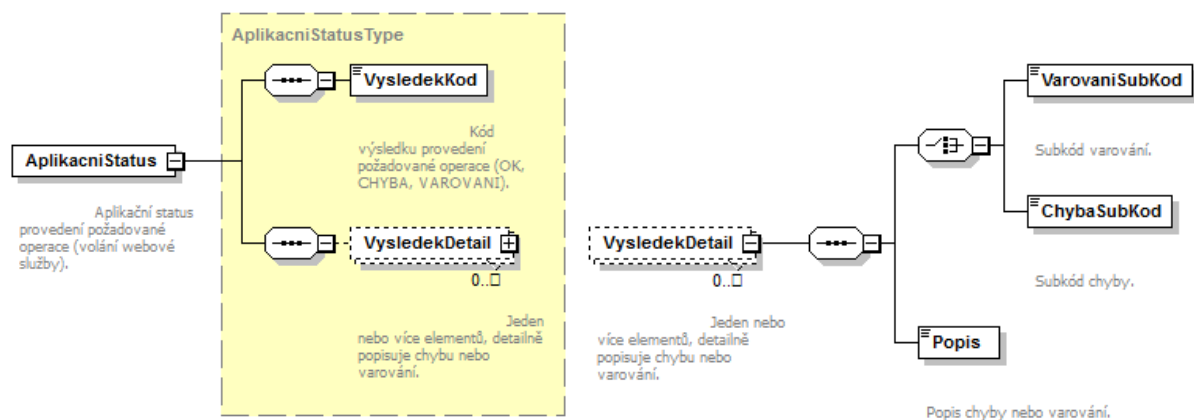 AplikacniStatusType
VysledekKod
Kód
výsledku provedení
požadované operace (OK,
CHYBA, VAROVANI).
AplikacniStatus
Aplikační status
provedení požadované
operace (volání webové
služby).
VysledekDetail
0..□
Jeden
nebo více elementů, detailně
popisuje chybu nebo
varování.
VysledekDetail
0..□
Jeden nebo
více elementů, detailně
popisuje chybu nebo
varování.
VarovaniSubKod
Subkód varování.
ChybaSubKod
Subkód chyby.
Popis
Popis chyby nebo varování.